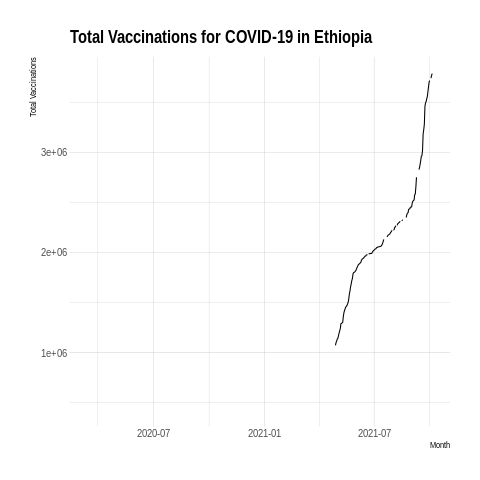 Total Vaccinations for COVID-19 in Ethiopia
Total Vaccinations
3e+06
2e+06
1e+06
2020-07 2021-01 2021-07
Month